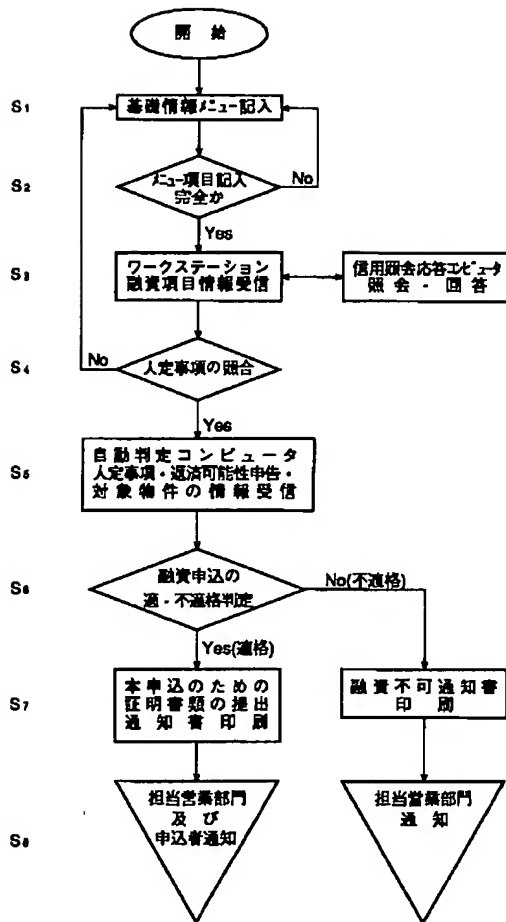 開始
S1
基礎情報メニュー記入
S2
メニュー項目記入
完全か
No
Yes
S3
ワークステーション
融資項目情報受信
信用照会応答コンピュータ
照会・回答
S4
人定事項の照合
No
Yes
S5
自動判定コンピュータ
人定事項・返済可能性申告・
対象物件の情報受信
S6
融資申込の
適・不適格判定
No(不適格)
Yes(適格)
S7
本申込のための
証明書類の提出
通知書印刷
融資不可通知書
印刷
S8
担当営業部門
及び
申込者通知
担当営業部門
通知